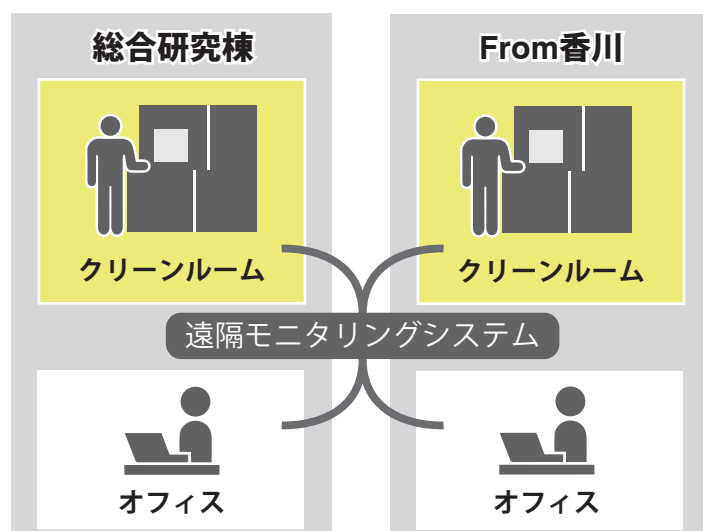 総合研究棟
From香川
クリーンルーム
クリーンルーム
遠隔モニタリングシステム
オフィス
オフィス